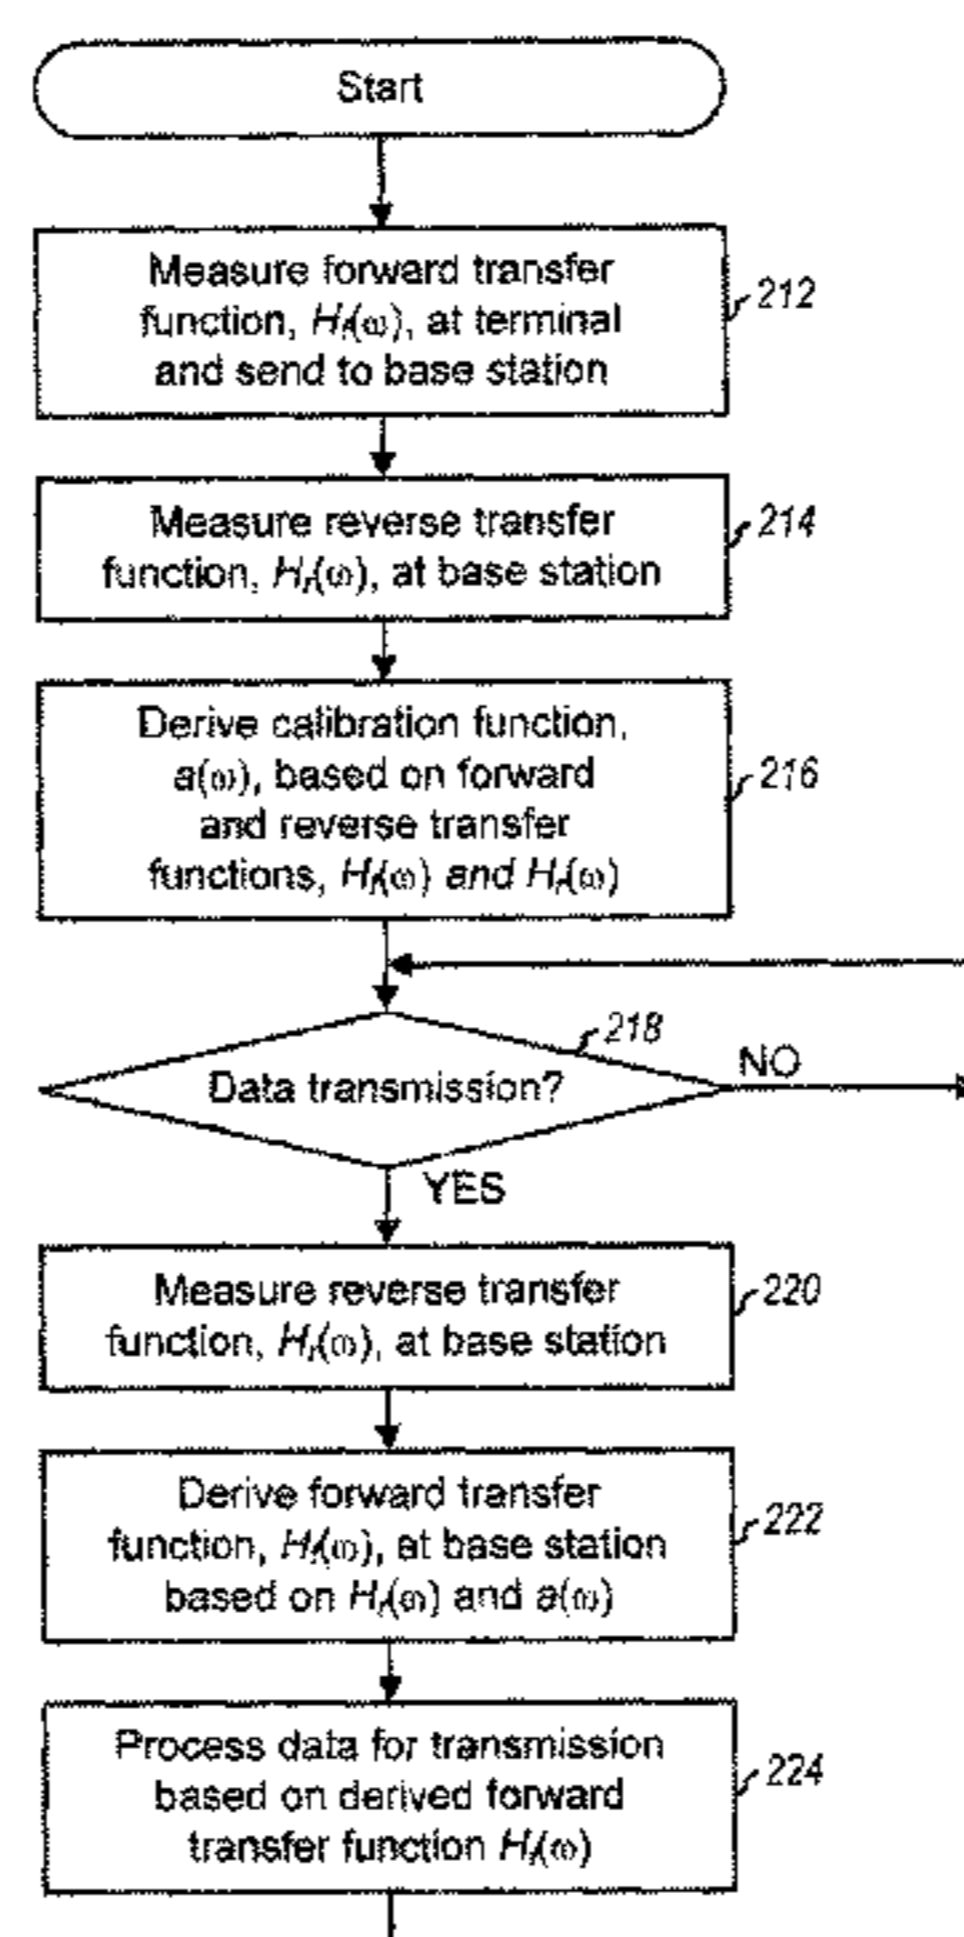 Start
Measure forward transfer
function, Hf(ω), at terminal
and send to base station
212
Measure reverse transfer
function, Hr(ω), at base station
214
Derive calibration function,
a(ω), based on forward
and reverse transfer
functions, Hf(ω) and Hr(ω)
216
218
Data transmission?
NO
YES
Measure reverse transfer
function, Hr(ω), at base station
220
Derive forward transfer
function, Hf(ω), at base station
based on Hr(ω) and a(ω)
222
Process data for transmission
based on derived forward
transfer function Hf(ω)
224